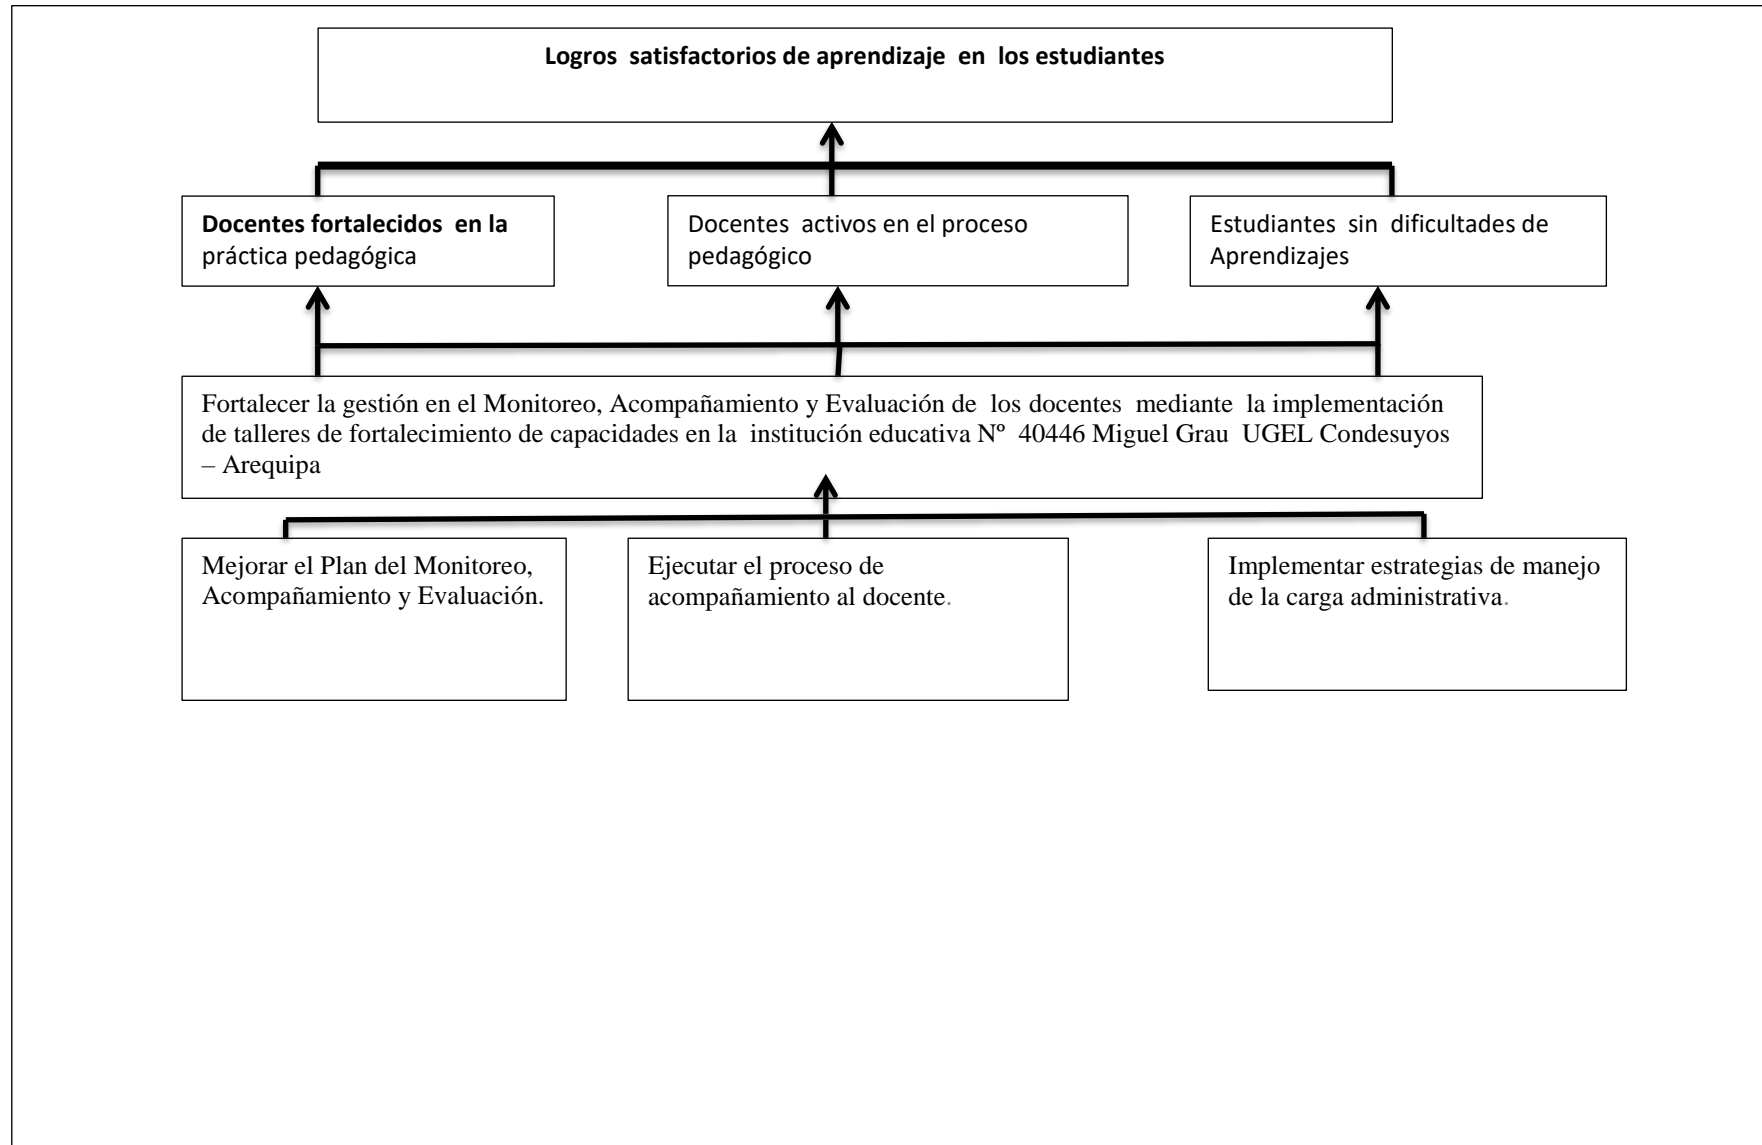 Logros satisfactorios de aprendizaje en los estudiantes
Docentes fortalecidos en la
práctica pedagógica
Docentes activos en el proceso
pedagógico
Estudiantes sin dificultades de
Aprendizajes
Fortalecer la gestión en el Monitoreo, Acompañamiento y Evaluación de los docentes mediante la implementación
de talleres de fortalecimiento de capacidades en la institución educativa Nº 40446 Miguel Grau UGEL Condesuyos
– Arequipa
Mejorar el Plan del Monitoreo,
Acompañamiento y Evaluación.
Ejecutar el proceso de
acompañamiento al docente.
Implementar estrategias de manejo
de la carga administrativa.